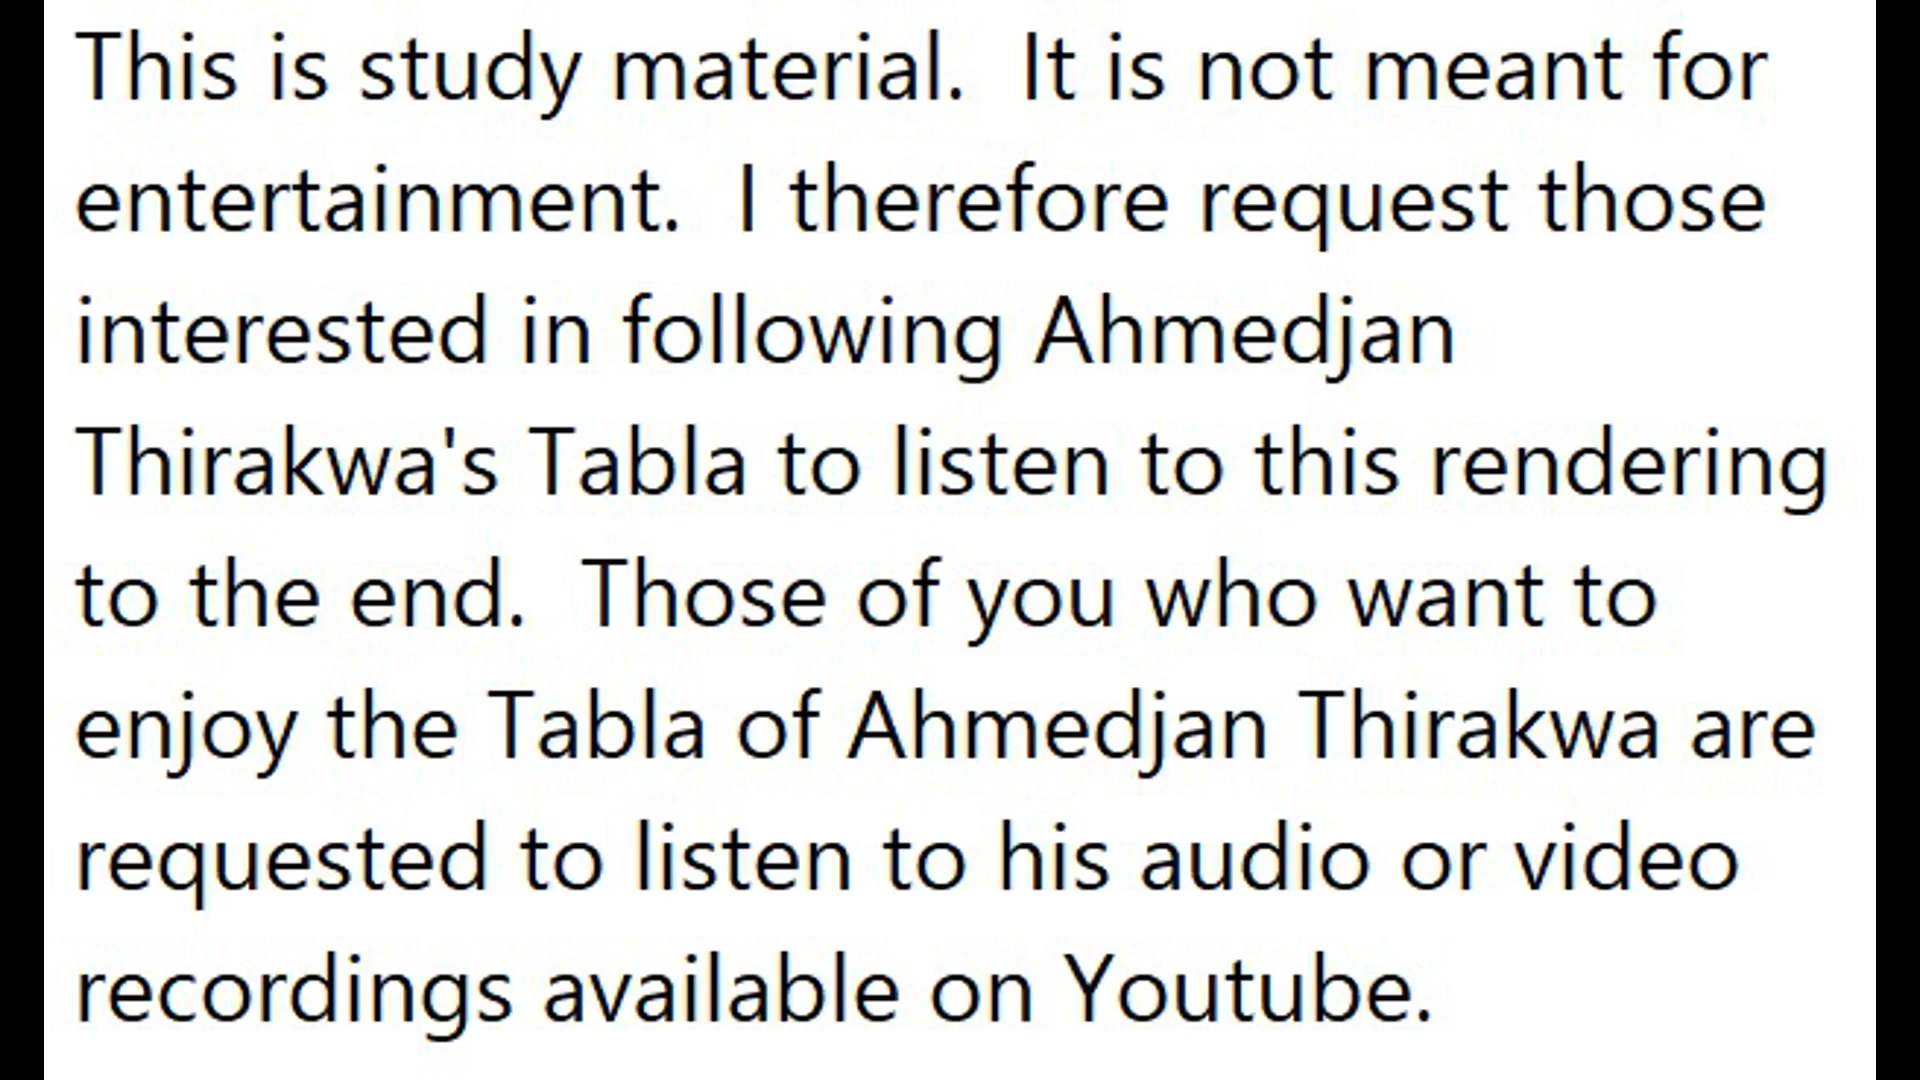 This is study material.  It is not meant for
entertainment.  I therefore request those
interested in following Ahmedjan
Thirakwa's Tabla to listen to this rendering
to the end.  Those of you who want to
enjoy the Tabla of Ahmedjan Thirakwa are
requested to listen to his audio or video
recordings available on Youtube.